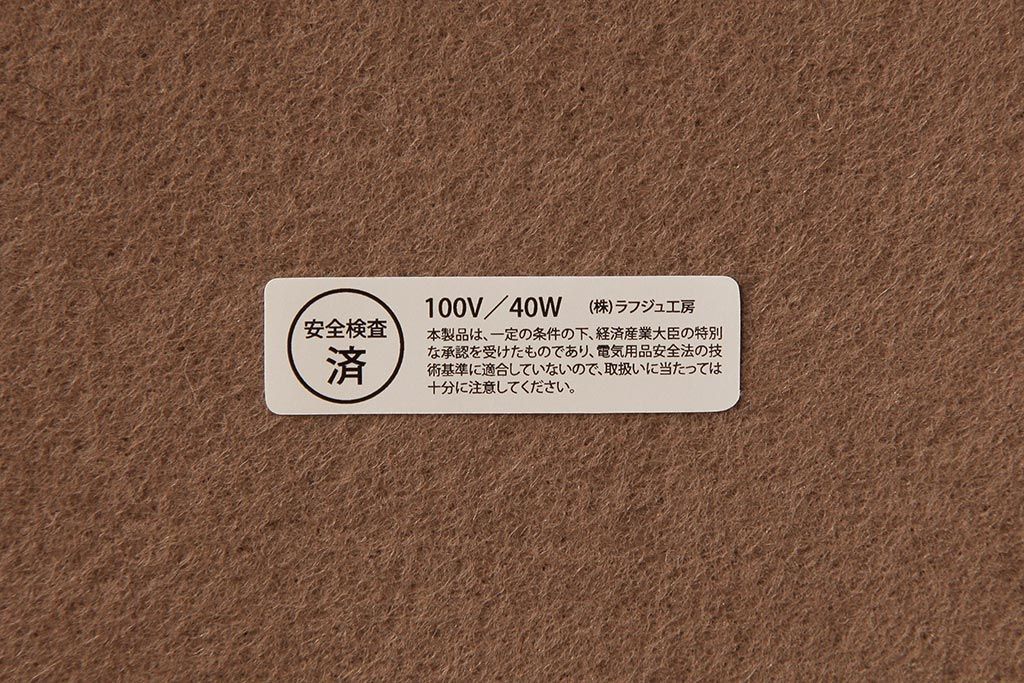 安全検査
済
100V／40W （株）ラフジュ工房
本製品は、一定の条件の下、経済産業大臣の特別
な承認を受けたものであり、電気用品安全法の技
術基準に適合していないので、取扱いに当たっては
十分に注意してください。